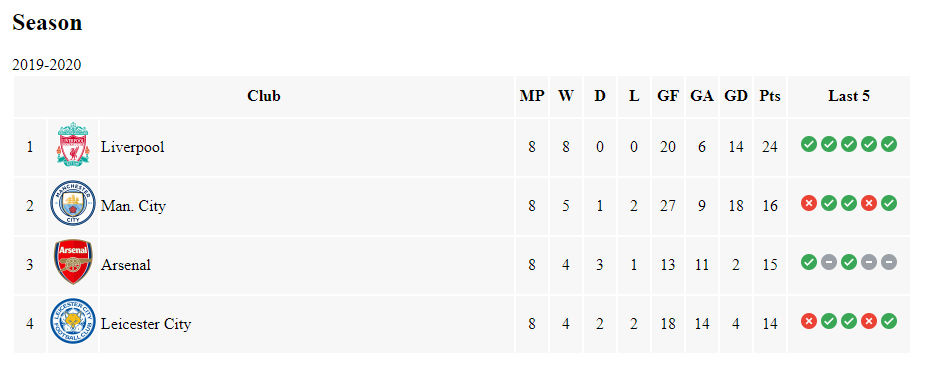 Season
2019-2020
Club MP W D L GF GA GD Pts Last 5
1 Liverpool 8 8 0 0 20 6 14 24
2 MANCHESTER CITY Man. City 8 5 1 2 27 9 18 16
3 Arsenal Arsenal 8 4 3 1 13 11 2 15
4 LEICESTER CITY FOOTBALL CLUB Leicester City 8 4 2 2 18 14 4 14